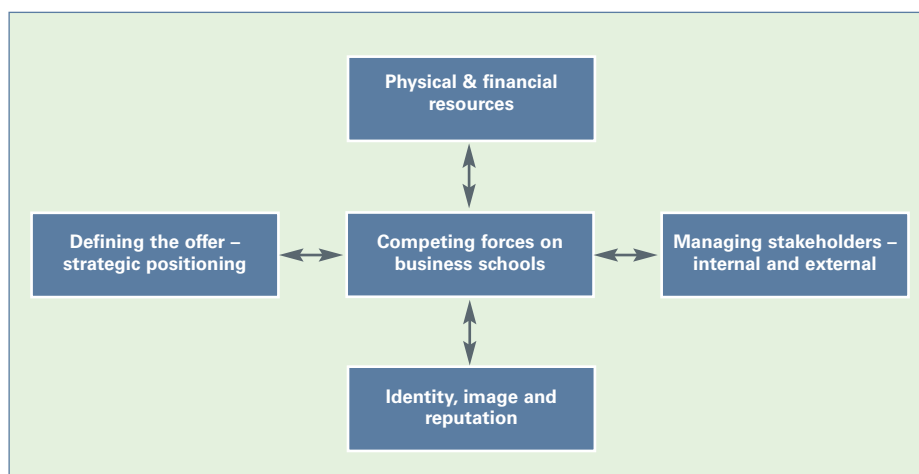 Physical & financial
resources
Defining the offer –
strategic positioning
Competing forces on
business schools
Managing stakeholders –
internal and external
Identity, image and
reputation